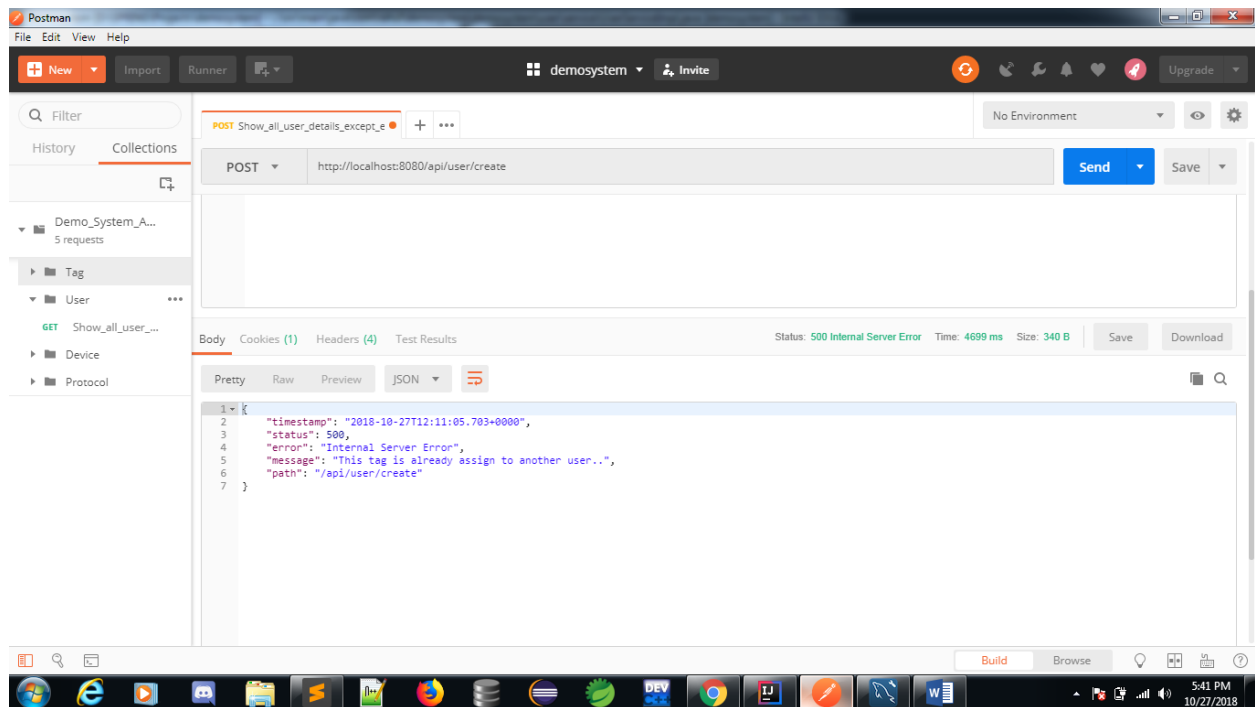 Postman
File Edit View Help
New
Import
Runner
demosystem
Invite
Upgrade
Filter
History
Collections
Demo_System_A...
5 requests
Tag
User
GET Show_all_user_...
Device
Protocol
POST Show_all_user_details_except_e
No Environment
POST
http://localhost:8080/api/user/create
Send
Save
Body
Cookies (1)
Headers (4)
Test Results
Status: 500 Internal Server Error
Time: 4699 ms
Size: 340 B
Save
Download
Pretty
Raw
Preview
JSON
1 {
2 "timestamp": "2018-10-27T12:11:05.703+0000",
3 "status": 500,
4 "error": "Internal Server Error",
5 "message": "This tag is already assign to another user..",
6 "path": "/api/user/create"
7 }
Build
Browse
DEV
IJ
W
5:41 PM
10/27/2018